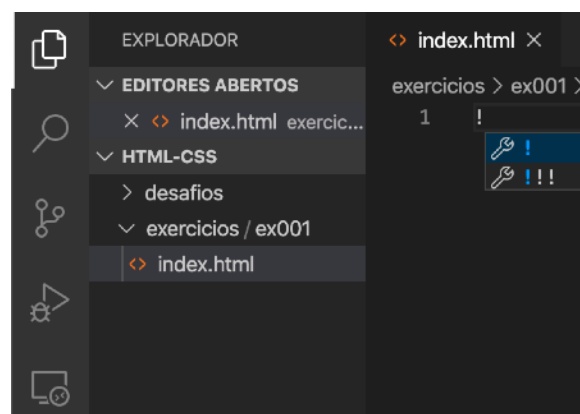 EXPLORADOR
EDITORES ABERTOS
index.html exercic...
HTML-CSS
desafios
exercicios / ex001
index.html
index.html
exercicios > ex001 >
1 !
!
!!!